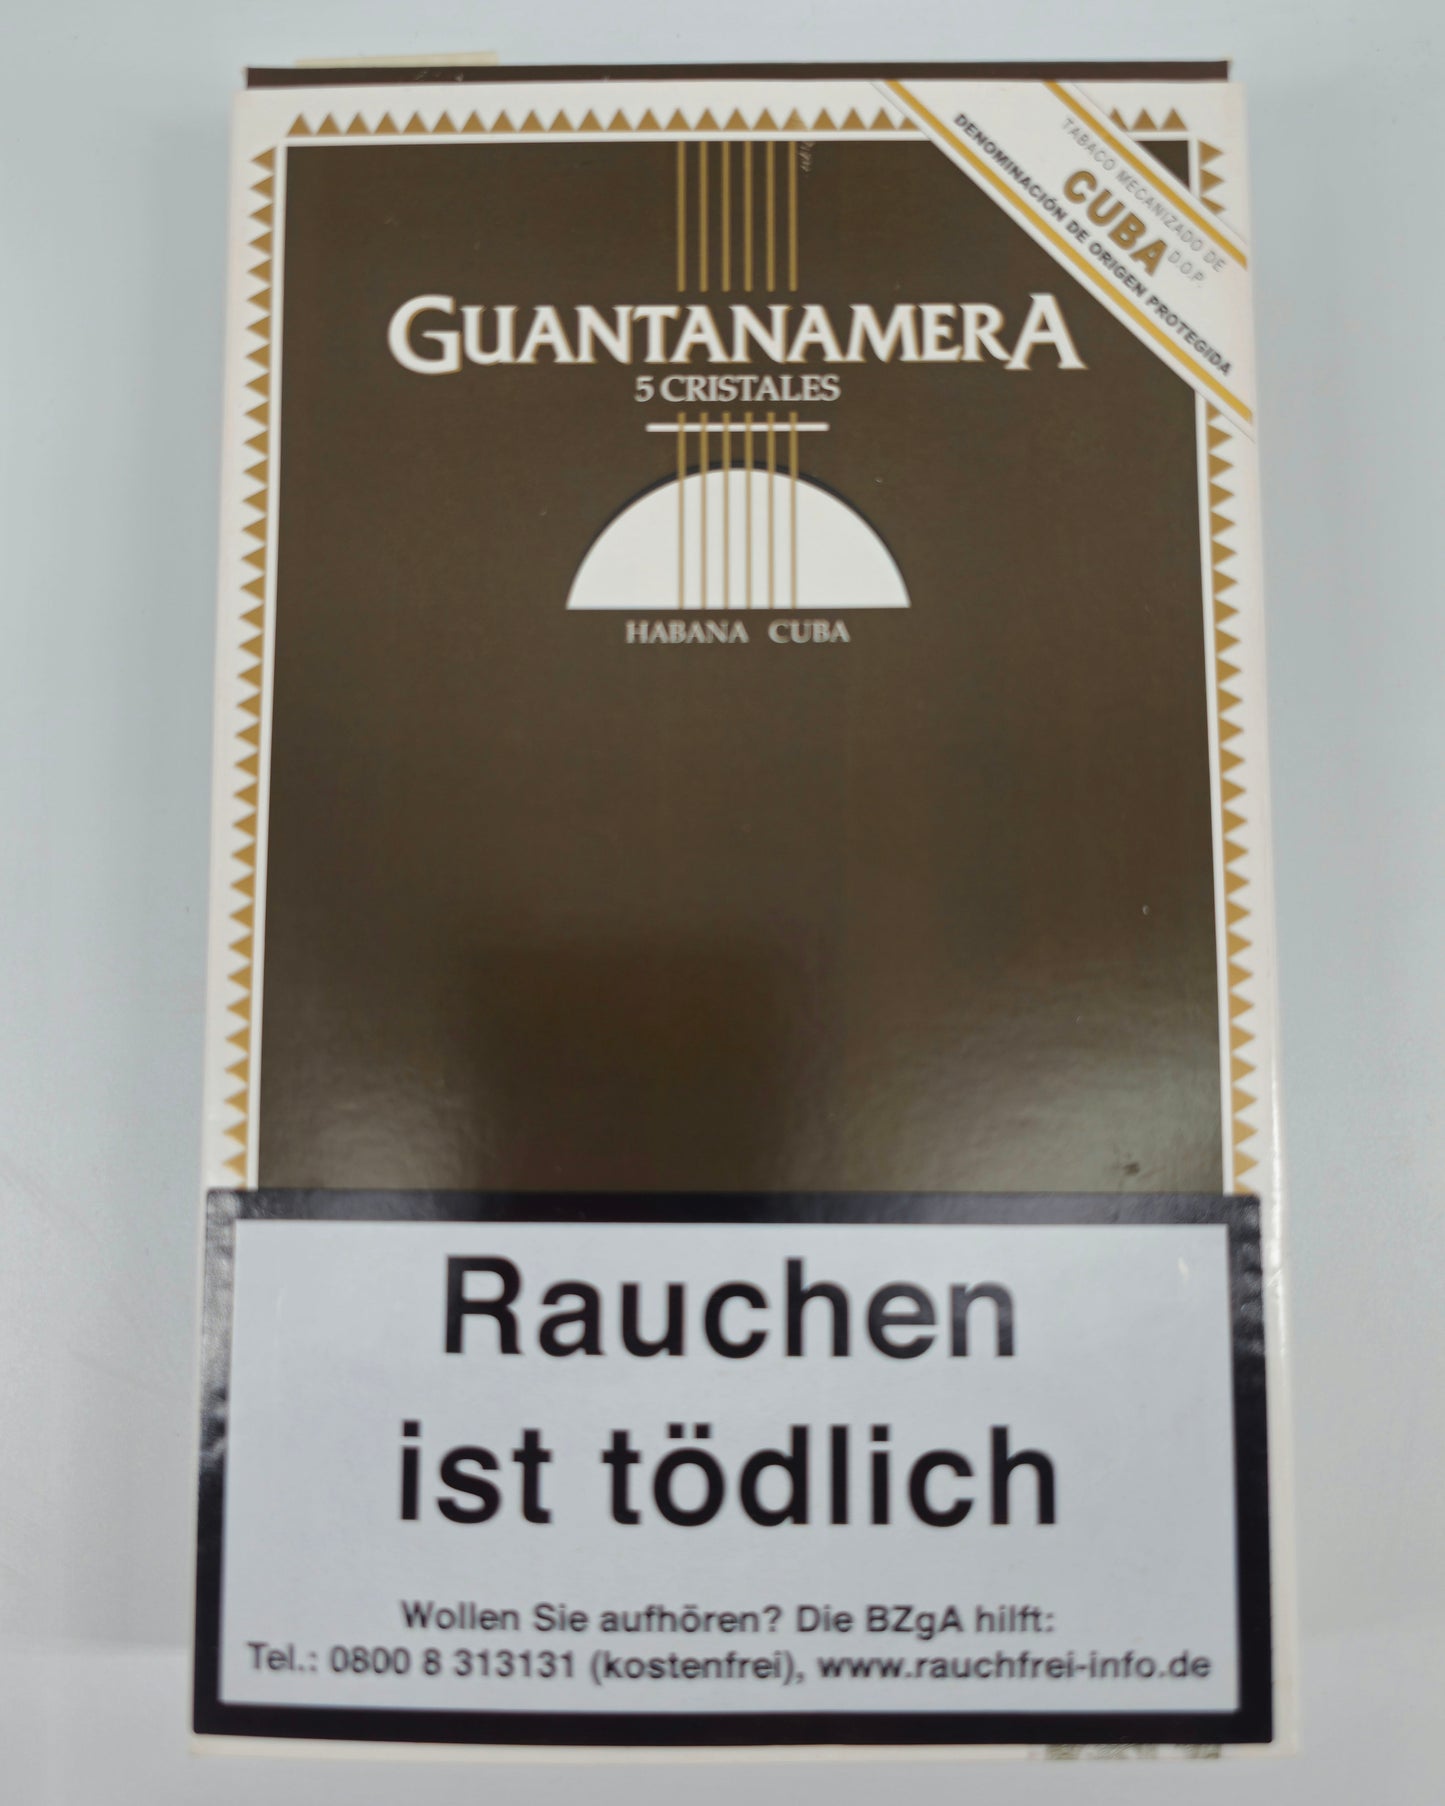 TABACO MECANIZADO DE
CUBA D.O.P.
DENOMINACIÓN DE ORIGEN PROTEGIDA
GUANTANAMERA
5 CRISTALES
HABANA CUBA
Rauchen
ist tödlich
Wollen Sie aufhören? Die BZgA hilft:
Tel.: 0800 8 313131 (kostenfrei), www.rauchfrei-info.de